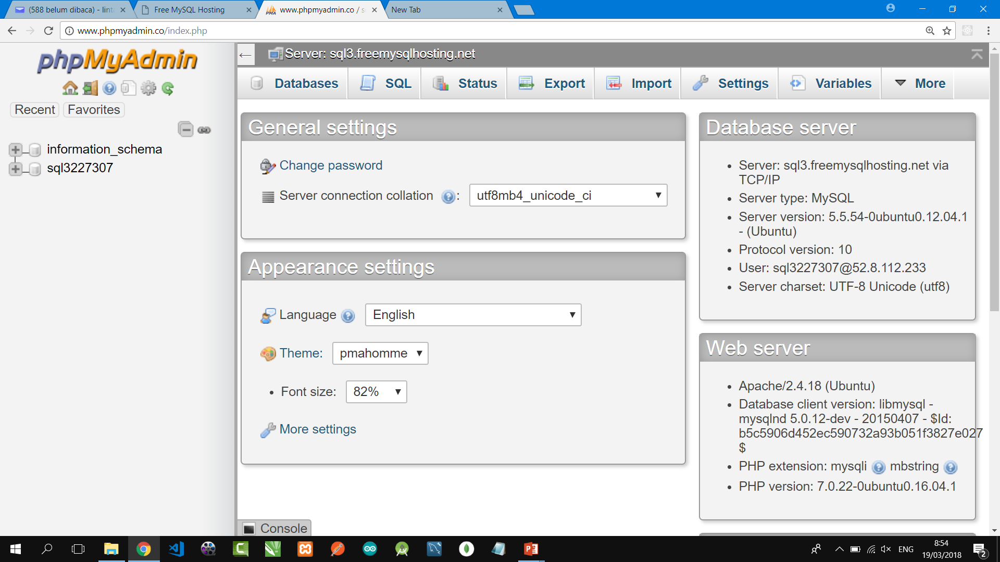 (588 belum dibaca) - lint
Free MySQL Hosting
www.phpmyadmin.co / s
New Tab
www.phpmyadmin.co/index.php
phpMyAdmin
Recent
Favorites
information_schema
sql3227307
Server: sql3.freemysqlhosting.net
Databases
SQL
Status
Export
Import
Settings
Variables
More
General settings
Change password
Server connection collation :
utf8mb4_unicode_ci
Appearance settings
Language
English
Theme:
pmahomme
Font size:
82%
More settings
Database server
Server: sql3.freemysqlhosting.net via
TCP/IP
Server type: MySQL
Server version: 5.5.54-0ubuntu0.12.04.1
- (Ubuntu)
Protocol version: 10
User: sql3227307@52.8.112.233
Server charset: UTF-8 Unicode (utf8)
Web server
Apache/2.4.18 (Ubuntu)
Database client version: libmysql -
mysqlnd 5.0.12-dev - 20150407 - $Id:
b5c5906d452ec590732a93b051f3827e027
$
PHP extension: mysqli mbstring
PHP version: 7.0.22-0ubuntu0.16.04.1
Console
ENG
8:54
19/03/2018
2